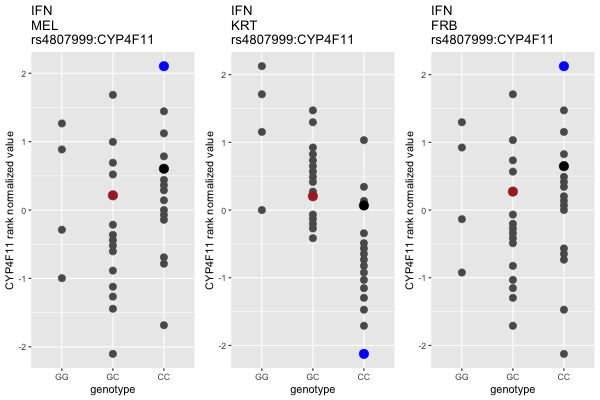 IFN
MEL
rs4807999:CYP4F11
CYP4F11 rank normalized value
2
1
0
-1
-2
GG GC CC
genotype
IFN
KRT
rs4807999:CYP4F11
CYP4F11 rank normalized value
2
1
0
-1
-2
GG GC CC
genotype
IFN
FRB
rs4807999:CYP4F11
CYP4F11 rank normalized value
2
1
0
-1
-2
GG GC CC
genotype